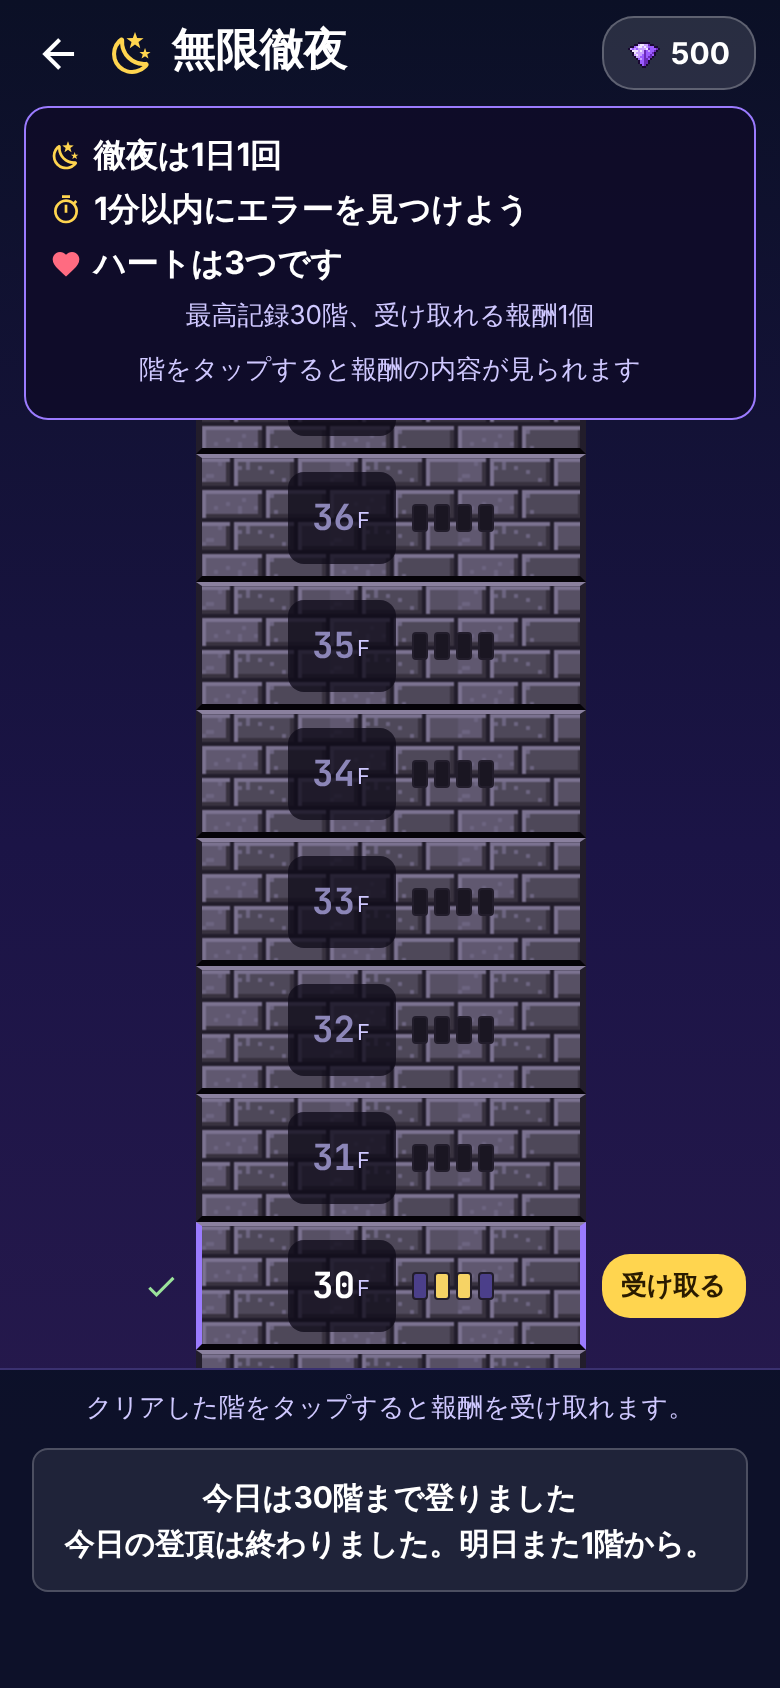 無限徹夜
500
徹夜は1日1回
1分以内にエラーを見つけよう
ハートは3つです
最高記録30階、受け取れる報酬1個
階をタップすると報酬の内容が見られます
36F
35F
34F
33F
32F
31F
30F
受け取る
クリアした階をタップすると報酬を受け取れます。
今日は30階まで登りました
今日の登頂は終わりました。明日また1階から。